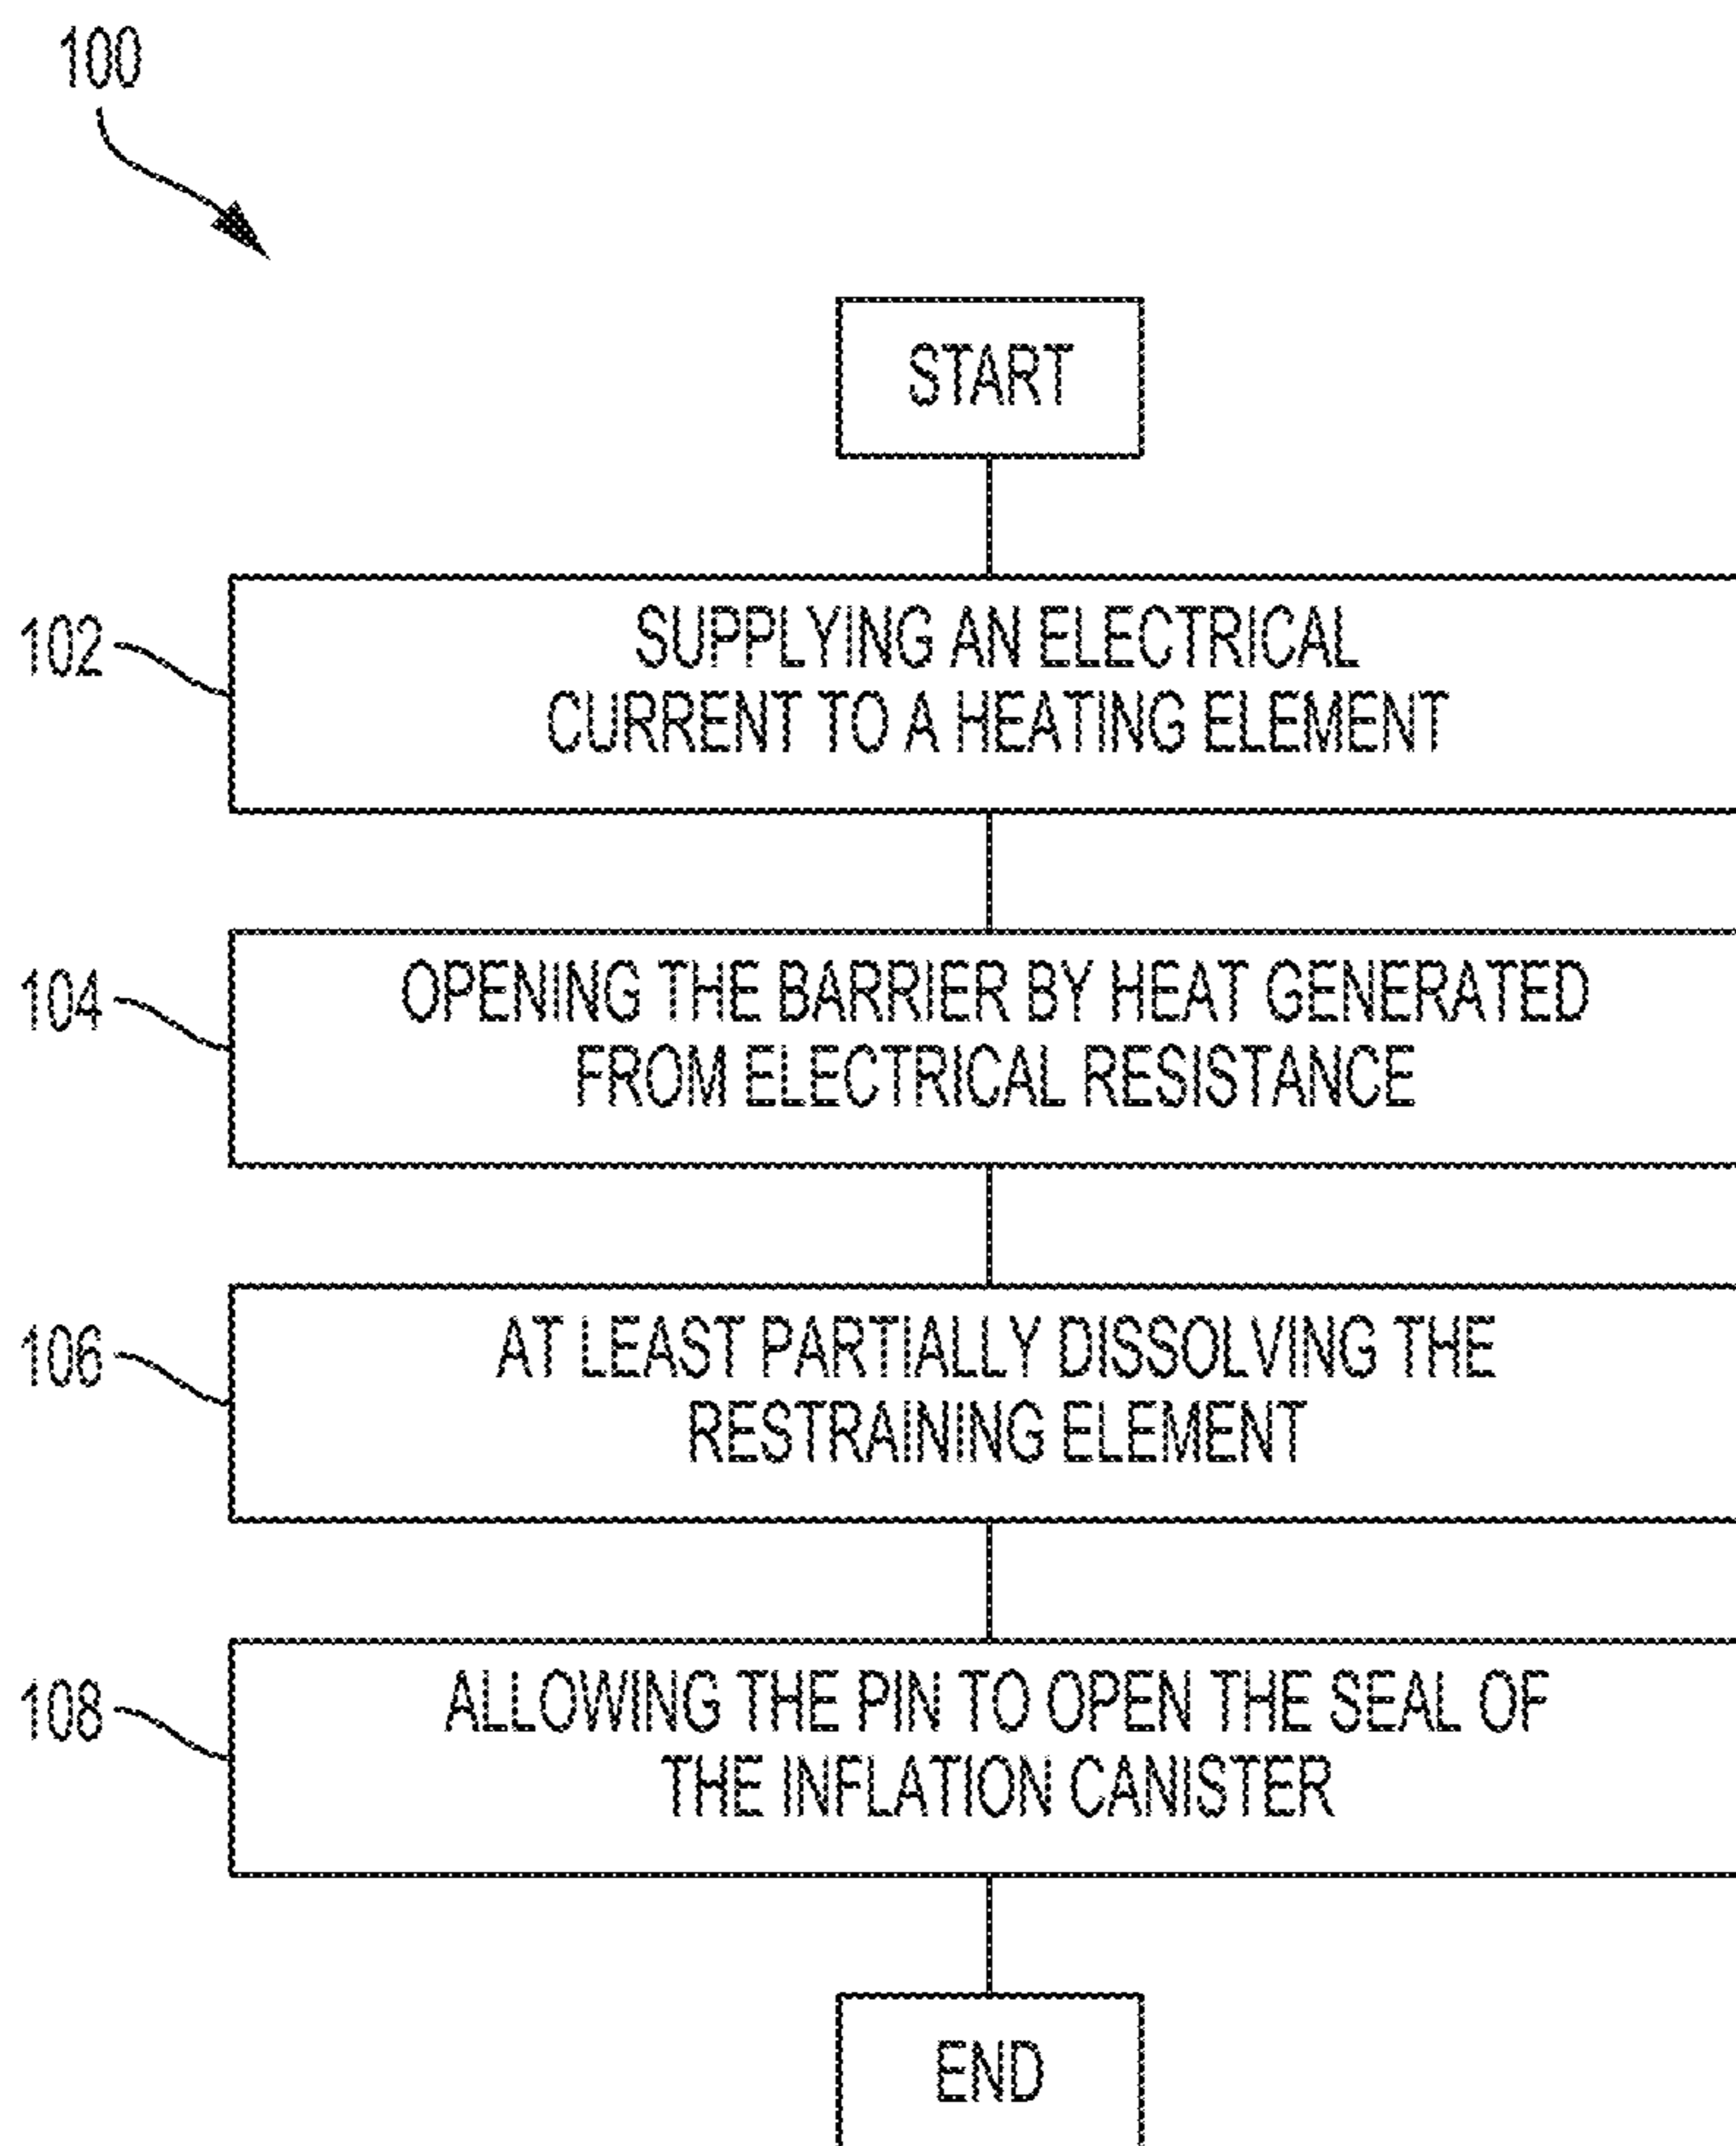 100
START
102
SUPPLYING AN ELECTRICAL
CURRENT TO A HEATING ELEMENT
104
OPENING THE BARRIER BY HEAT GENERATED
FROM ELECTRICAL RESISTANCE
106
AT LEAST PARTIALLY DISSOLVING THE
RESTRAINING ELEMENT
108
ALLOWING THE PIN TO OPEN THE SEAL OF
THE INFLATION CANISTER
END